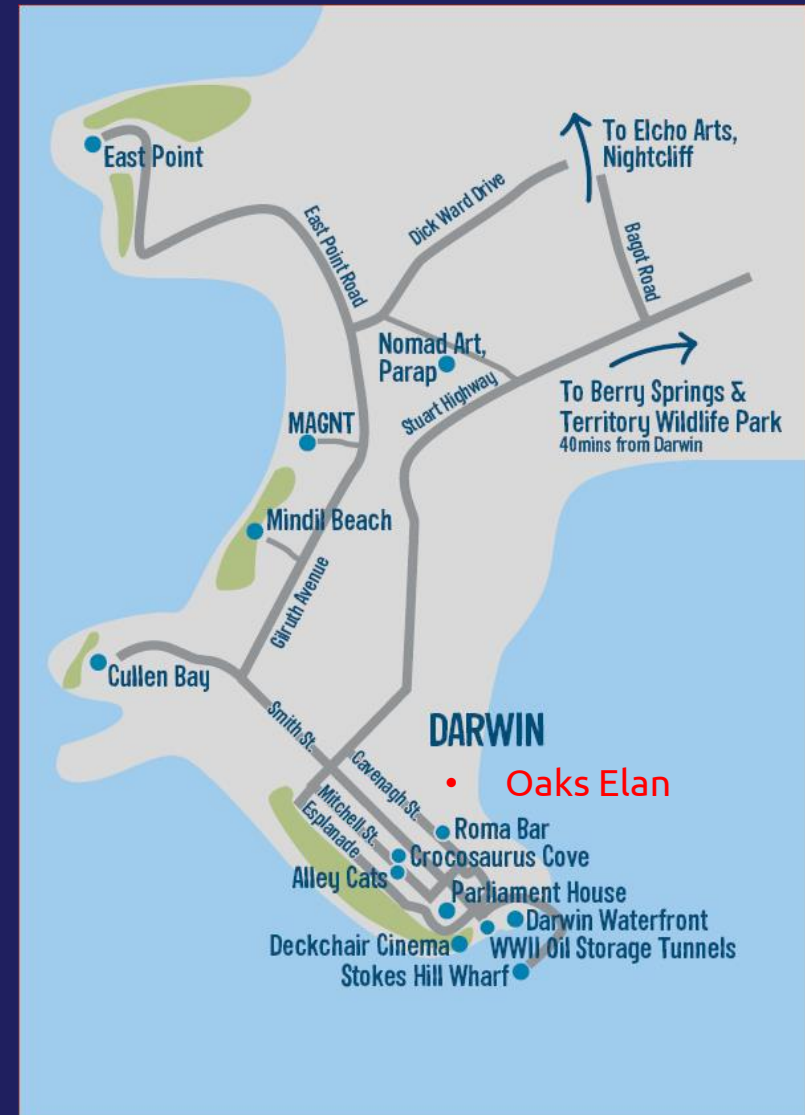 To Elcho Arts,
Nightcliff
East Point
Dick Ward Drive
East Point Road
Bagot Road
Nomad Art,
Parap
Stuart Highway
To Berry Springs &
Territory Wildlife Park
40mins from Darwin
MAGNT
Mindil Beach
Gilruth Avenue
Cullen Bay
Smith St.
DARWIN
• Oaks Elan
Cavenagh St.
Mitchell St.
Esplanade
Roma Bar
Crocosaurus Cove
Alley Cats
Parliament House
Darwin Waterfront
Deckchair Cinema
WWII Oil Storage Tunnels
Stokes Hill Wharf